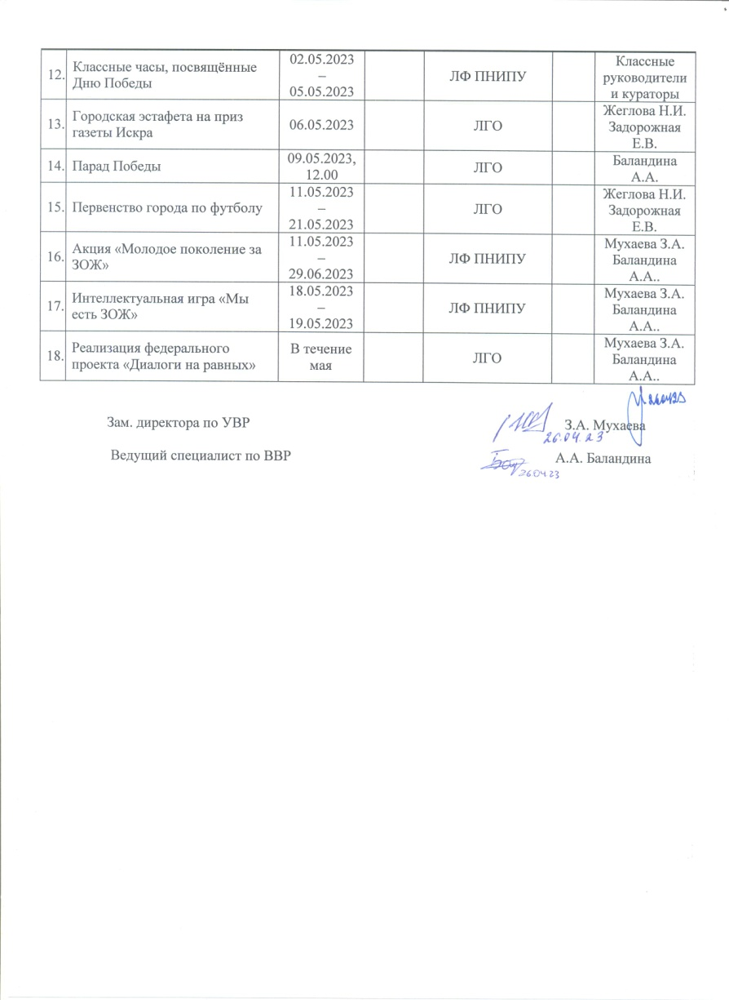 12. Классные часы, посвящённые Дню Победы 02.05.2023 – 05.05.2023 ЛФ ПНИПУ Классные руководители и кураторы
13. Городская эстафета на приз газеты Искра 06.05.2023 ЛГО Жеглова Н.И. Задорожная Е.В.
14. Парад Победы 09.05.2023, 12.00 ЛГО Баландина А.А.
15. Первенство города по футболу 11.05.2023 – 21.05.2023 ЛГО Жеглова Н.И. Задорожная Е.В.
16. Акция «Молодое поколение за ЗОЖ» 11.05.2023 – 29.06.2023 ЛФ ПНИПУ Мухаева З.А. Баландина А.А..
17. Интеллектуальная игра «Мы есть ЗОЖ» 18.05.2023 – 19.05.2023 ЛФ ПНИПУ Мухаева З.А. Баландина А.А..
18. Реализация федерального проекта «Диалоги на равных» В течение мая ЛГО Мухаева З.А. Баландина А.А..
Зам. директора по УВР З.А. Мухаева
26.04.23
Ведущий специалист по ВВР А.А. Баландина
26.04.23